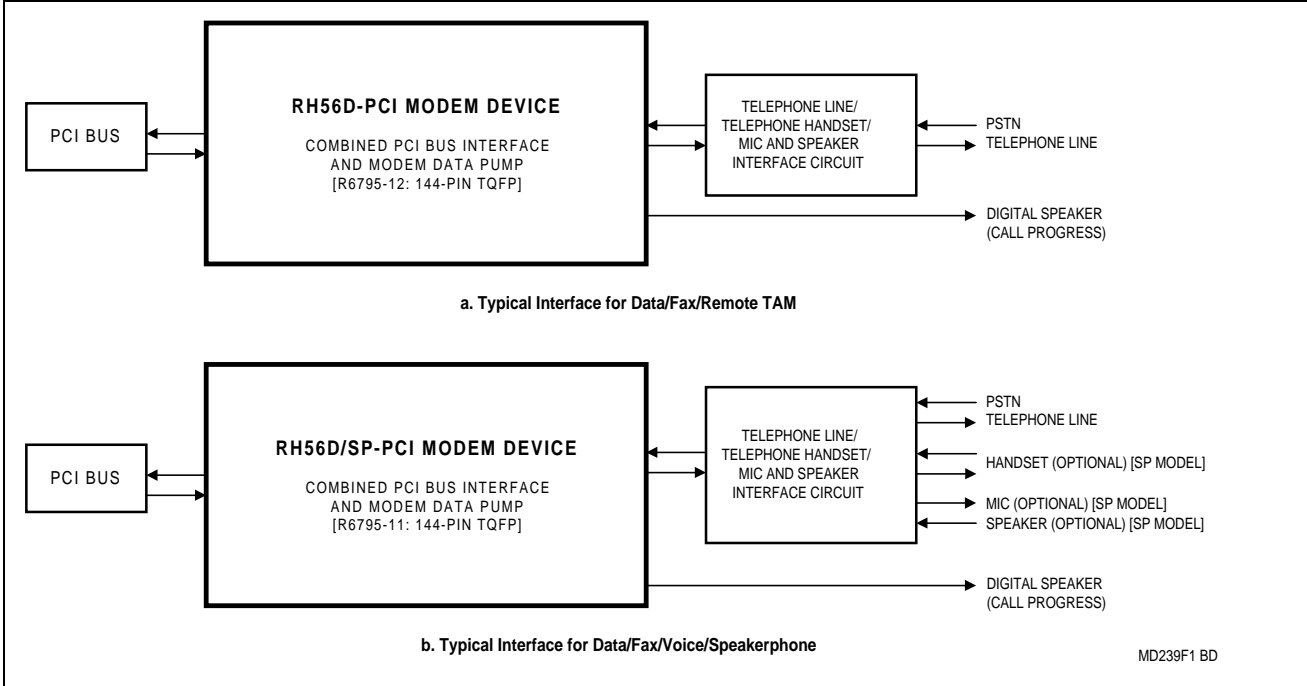 RH56D-PCI MODEM DEVICE
COMBINED PCI BUS INTERFACE
AND MODEM DATA PUMP
[R6795-12: 144-PIN TQFP]
PCI BUS
TELEPHONE LINE/
TELEPHONE HANDSET/
MIC AND SPEAKER
INTERFACE CIRCUIT
PSTN
TELEPHONE LINE
DIGITAL SPEAKER
(CALL PROGRESS)
a. Typical Interface for Data/Fax/Remote TAM
RH56D/SP-PCI MODEM DEVICE
COMBINED PCI BUS INTERFACE
AND MODEM DATA PUMP
[R6795-11: 144-PIN TQFP]
PCI BUS
TELEPHONE LINE/
TELEPHONE HANDSET/
MIC AND SPEAKER
INTERFACE CIRCUIT
PSTN
TELEPHONE LINE
HANDSET (OPTIONAL) [SP MODEL]
MIC (OPTIONAL) [SP MODEL]
SPEAKER (OPTIONAL) [SP MODEL]
DIGITAL SPEAKER
(CALL PROGRESS)
b. Typical Interface for Data/Fax/Voice/Speakerphone
MD239F1 BD